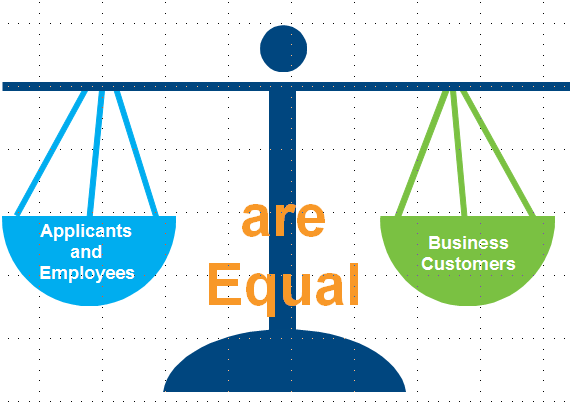 Applicants
and
Employees
are
Equal
Business
Customers